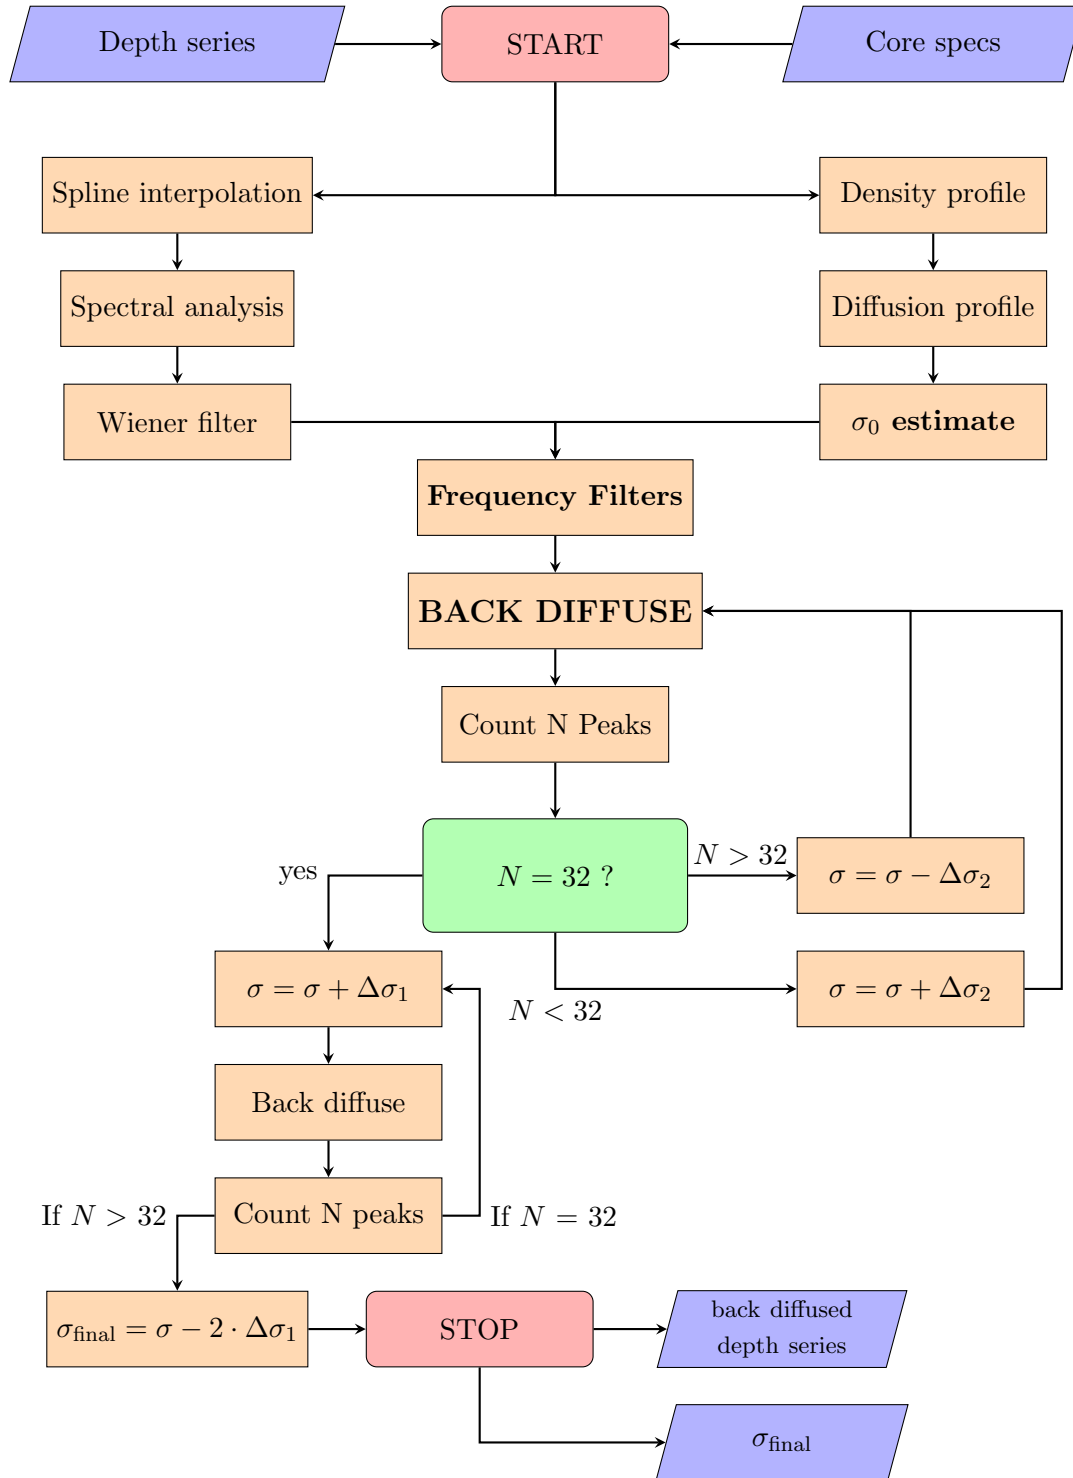 Depth series
START
Core specs
Spline interpolation
Density profile
Spectral analysis
Diffusion profile
Wiener filter
σ₀ estimate
Frequency Filters
BACK DIFFUSE
Count N Peaks
yes
N = 32 ?
N > 32
σ = σ − Δσ₂
σ = σ + Δσ₁
N < 32
σ = σ + Δσ₂
Back diffuse
If N > 32
Count N peaks
If N = 32
σfinal = σ − 2 · Δσ₁
STOP
back diffused
depth series
σfinal